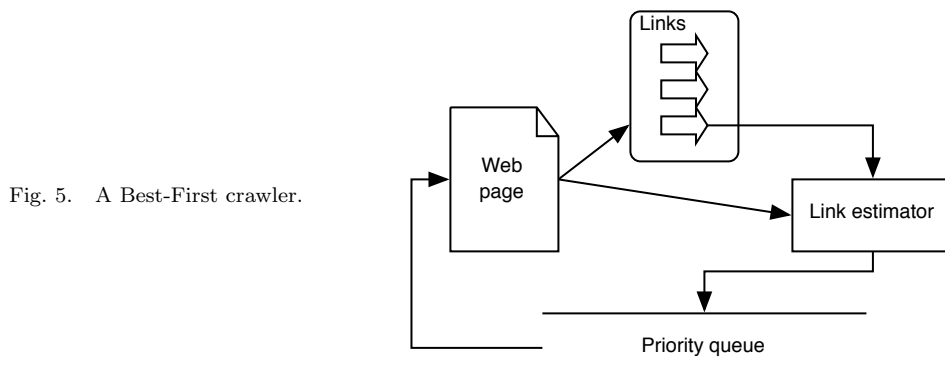 Links
Web
page
Fig. 5. A Best-First crawler.
Link estimator
Priority queue